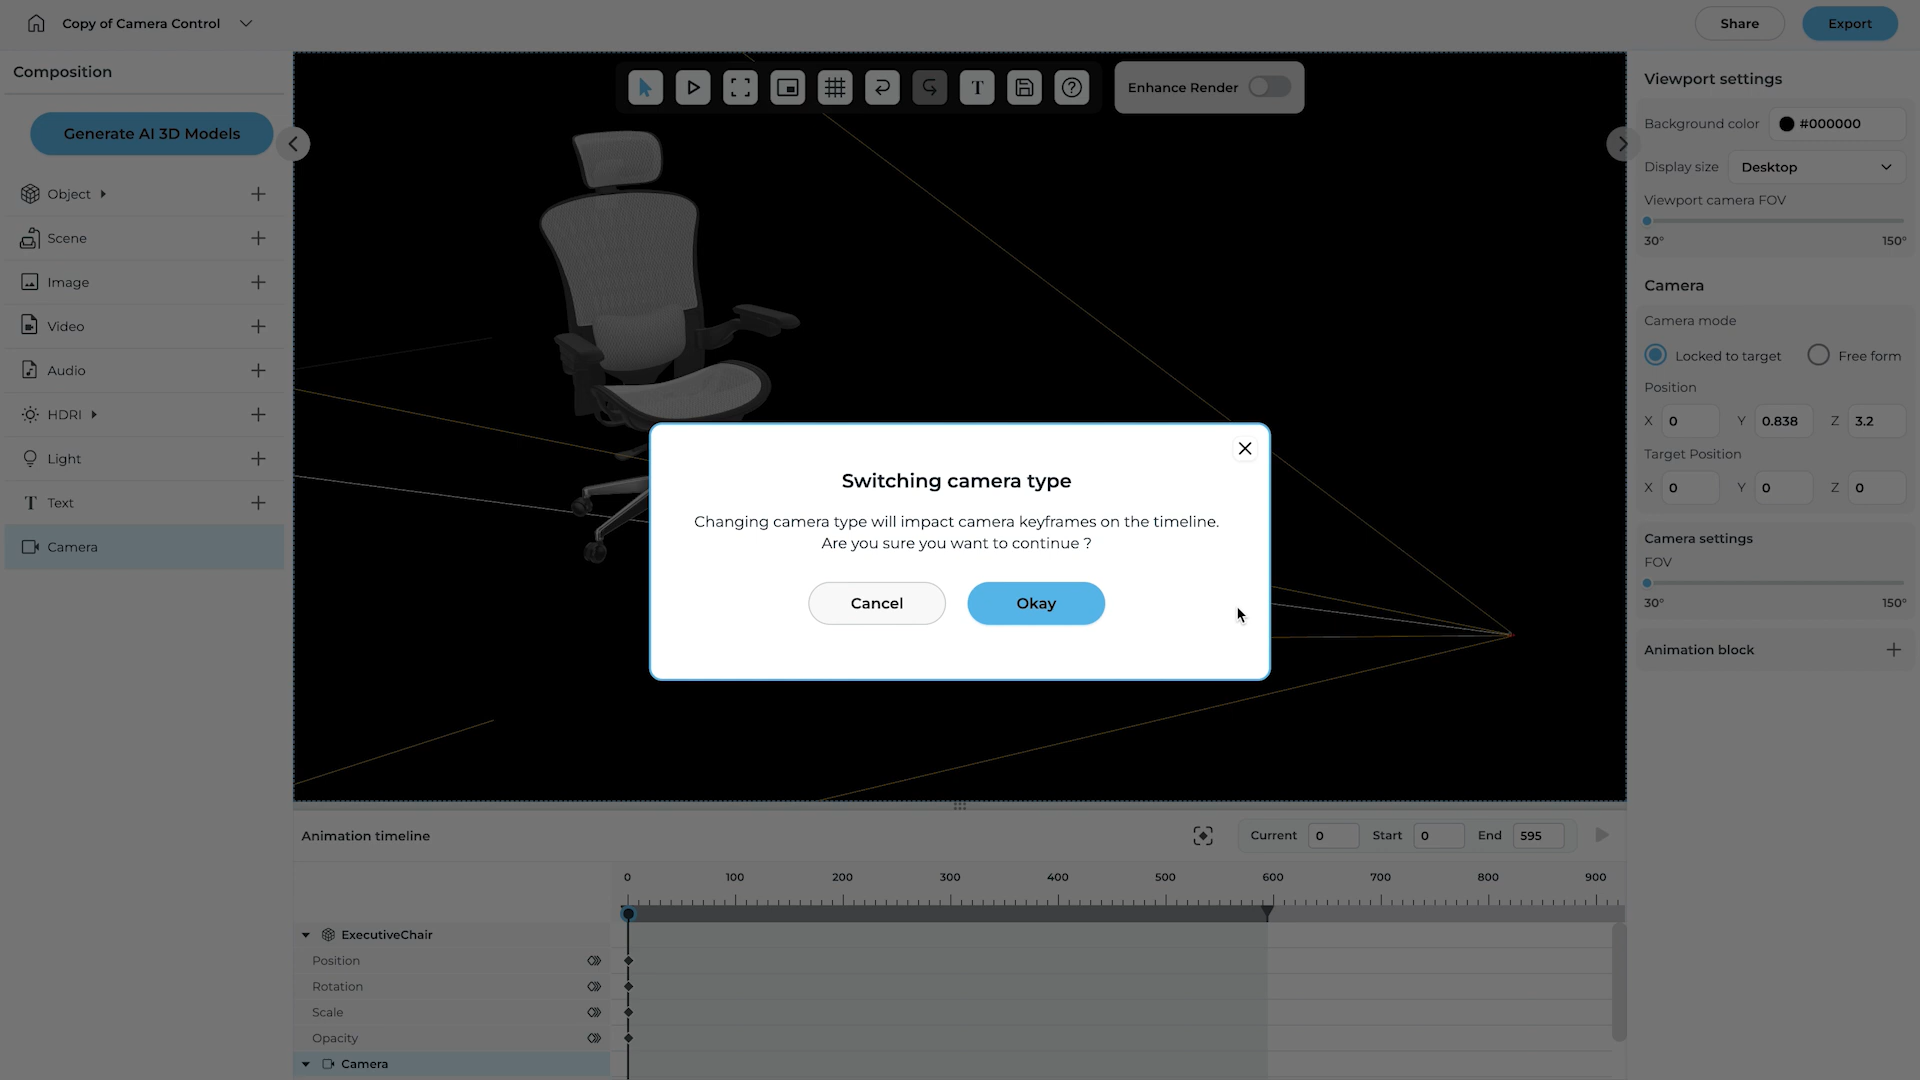 Copy of Camera Control
Share
Export
Composition
Generate AI 3D Models
Object
Scene
Image
Video
Audio
HDRI
Light
Text
Camera
Enhance Render
Viewport settings
Background color
#000000
Display size
Desktop
Viewport camera FOV
30°
150°
Camera
Camera mode
Locked to target
Free form
Position
X 0 Y 0.838 Z 3.2
Target Position
X 0 Y 0 Z 0
Camera settings
FOV
30°
150°
Animation block
Switching camera type
Changing camera type will impact camera keyframes on the timeline.
Are you sure you want to continue ?
Cancel
Okay
Animation timeline
Current 0 Start 0 End 595
0 100 200 300 400 500 600 700 800 900
ExecutiveChair
Position
Rotation
Scale
Opacity
Camera